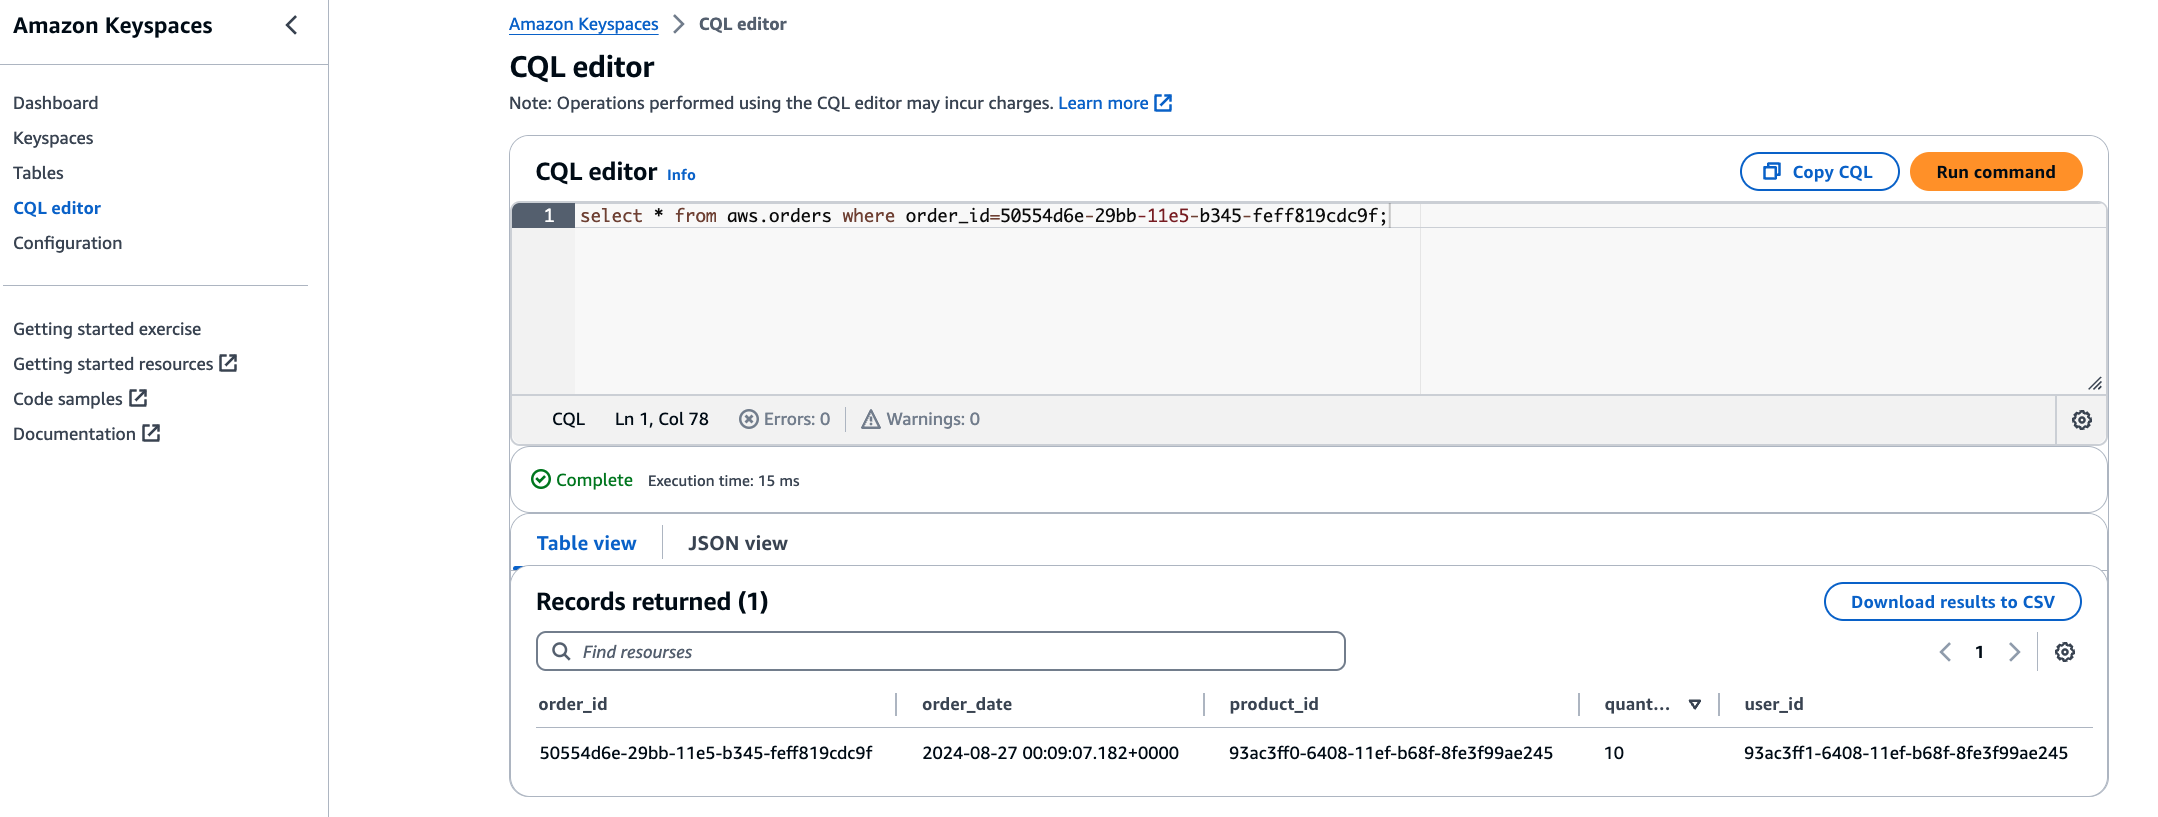 Amazon Keyspaces
Dashboard
Keyspaces
Tables
CQL editor
Configuration
Getting started exercise
Getting started resources
Code samples
Documentation
Amazon Keyspaces > CQL editor
CQL editor
Note: Operations performed using the CQL editor may incur charges. Learn more
CQL editor Info
Copy CQL
Run command
1 select * from aws.orders where order_id=50554d6e-29bb-11e5-b345-feff819cdc9f;
CQL Ln 1, Col 78 Errors: 0 Warnings: 0
Complete Execution time: 15 ms
Table view JSON view
Records returned (1)
Download results to CSV
Find resourses
1
order_id order_date product_id quant... user_id
50554d6e-29bb-11e5-b345-feff819cdc9f 2024-08-27 00:09:07.182+0000 93ac3ff0-6408-11ef-b68f-8fe3f99ae245 10 93ac3ff1-6408-11ef-b68f-8fe3f99ae245